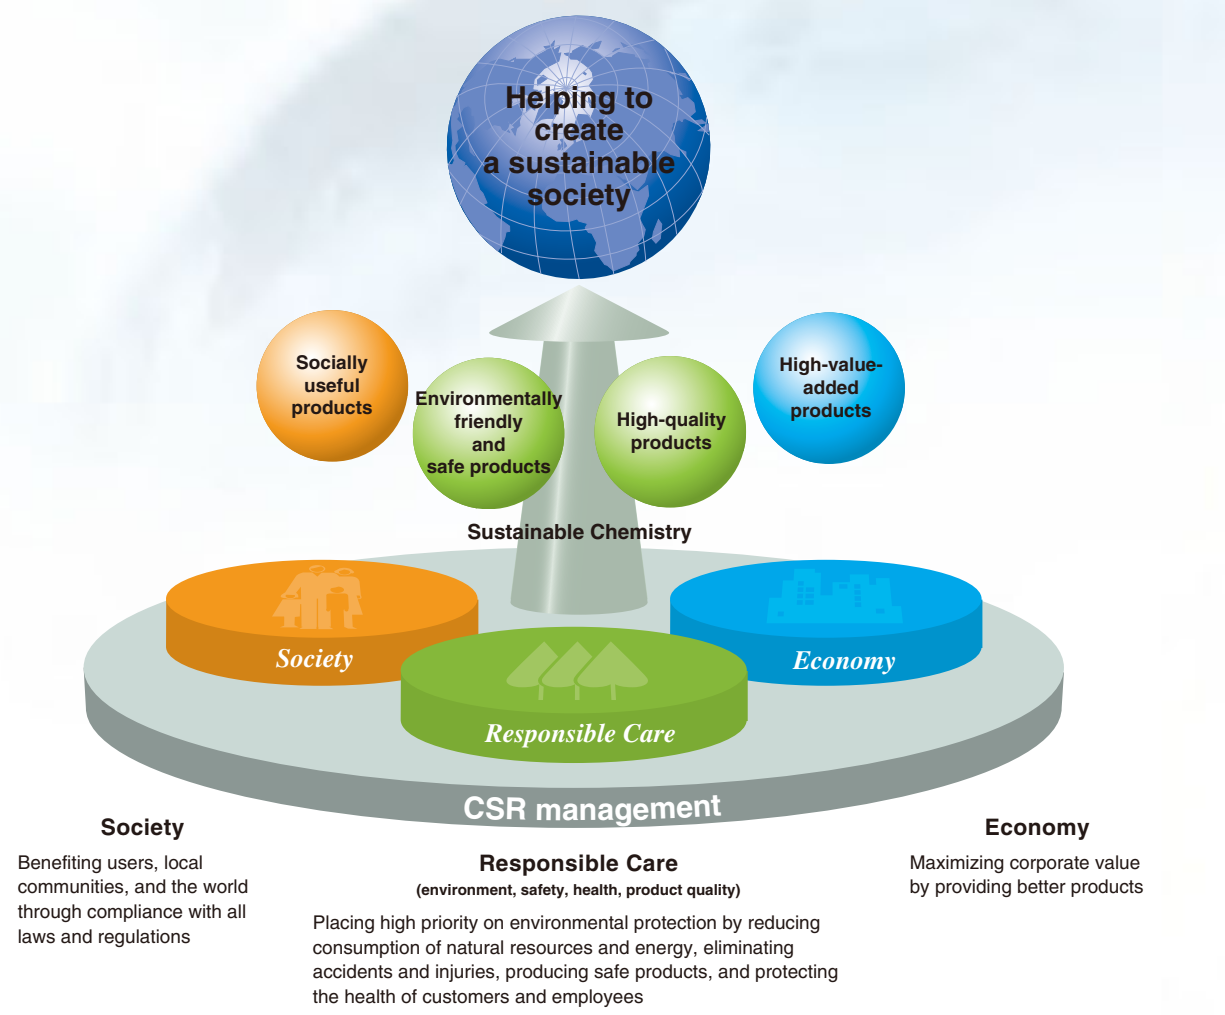 Helping to
create
a sustainable
society
Socially
useful
products
Environmentally
friendly
and
safe products
High-quality
products
High-value-
added
products
Sustainable Chemistry
Society
Responsible Care
Economy
CSR management
Society
Benefiting users, local
communities, and the world
through compliance with all
laws and regulations
Responsible Care
(environment, safety, health, product quality)
Placing high priority on environmental protection by reducing
consumption of natural resources and energy, eliminating
accidents and injuries, producing safe products, and protecting
the health of customers and employees
Economy
Maximizing corporate value
by providing better products